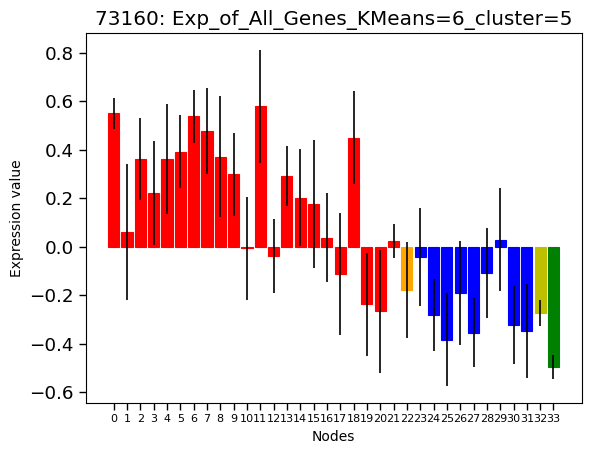 73160: Exp_of_All_Genes_KMeans=6_cluster=5
0.8
0.6
0.4
0.2
0.0
−0.2
−0.4
−0.6
Expression value
0 1 2 3 4 5 6 7 8 9 10 11 12 13 14 15 16 17 18 19 20 21 22 23 24 25 26 27 28 29 30 31 32 33
Nodes